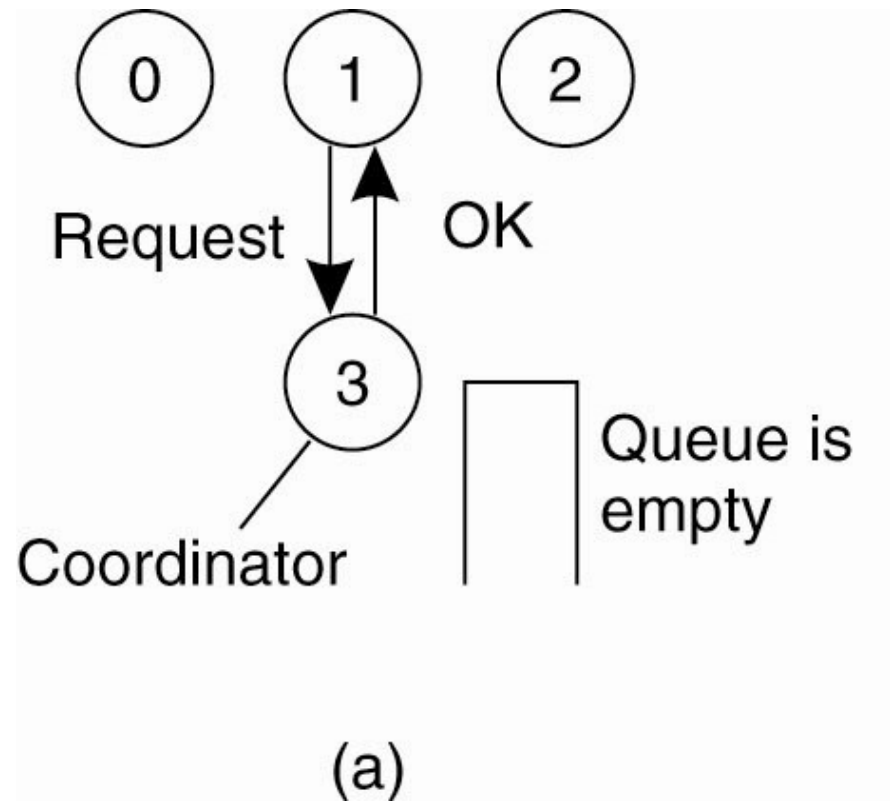 0 1 2
Request
OK
3
Queue is
empty
Coordinator
(a)